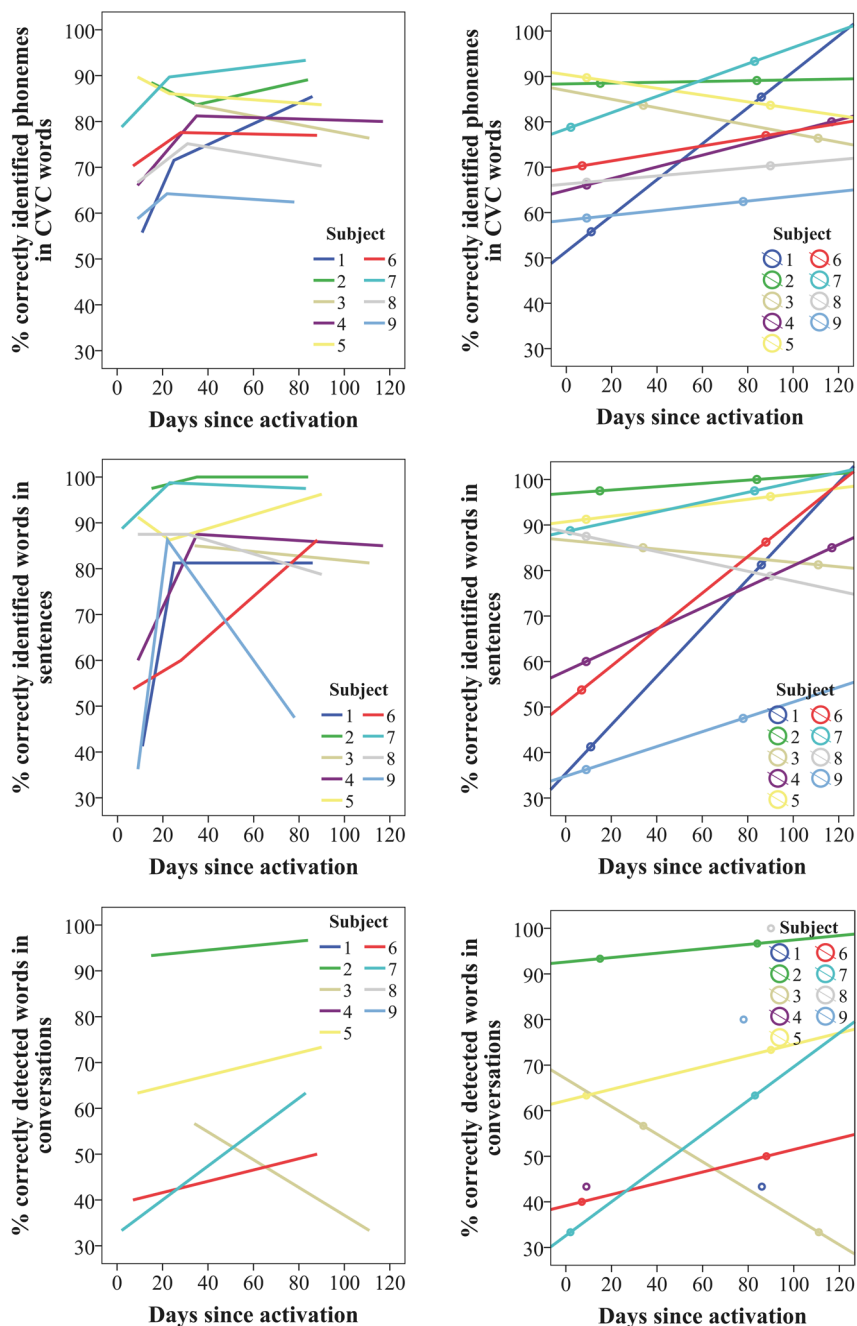 % correctly identified phonemes
in CVC words
100
90
80
70
60
50
40
30
0 20 40 60 80 100 120
Days since activation
Subject
1 6
2 7
3 8
4 9
5
% correctly identified phonemes
in CVC words
100
90
80
70
60
50
40
30
0 20 40 60 80 100 120
Days since activation
Subject
1 6
2 7
3 8
4 9
5
% correctly identified words in
sentences
100
90
80
70
60
50
40
30
0 20 40 60 80 100 120
Days since activation
Subject
1 6
2 7
3 8
4 9
5
% correctly identified words in
sentences
100
90
80
70
60
50
40
30
0 20 40 60 80 100 120
Days since activation
Subject
1 6
2 7
3 8
4 9
5
% correctly detected words in
conversations
100
90
80
70
60
50
40
30
0 20 40 60 80 100 120
Days since activation
Subject
1 6
2 7
3 8
4 9
5
% correctly detected words in
conversations
100
90
80
70
60
50
40
30
0 20 40 60 80 100 120
Days since activation
Subject
1 6
2 7
3 8
4 9
5